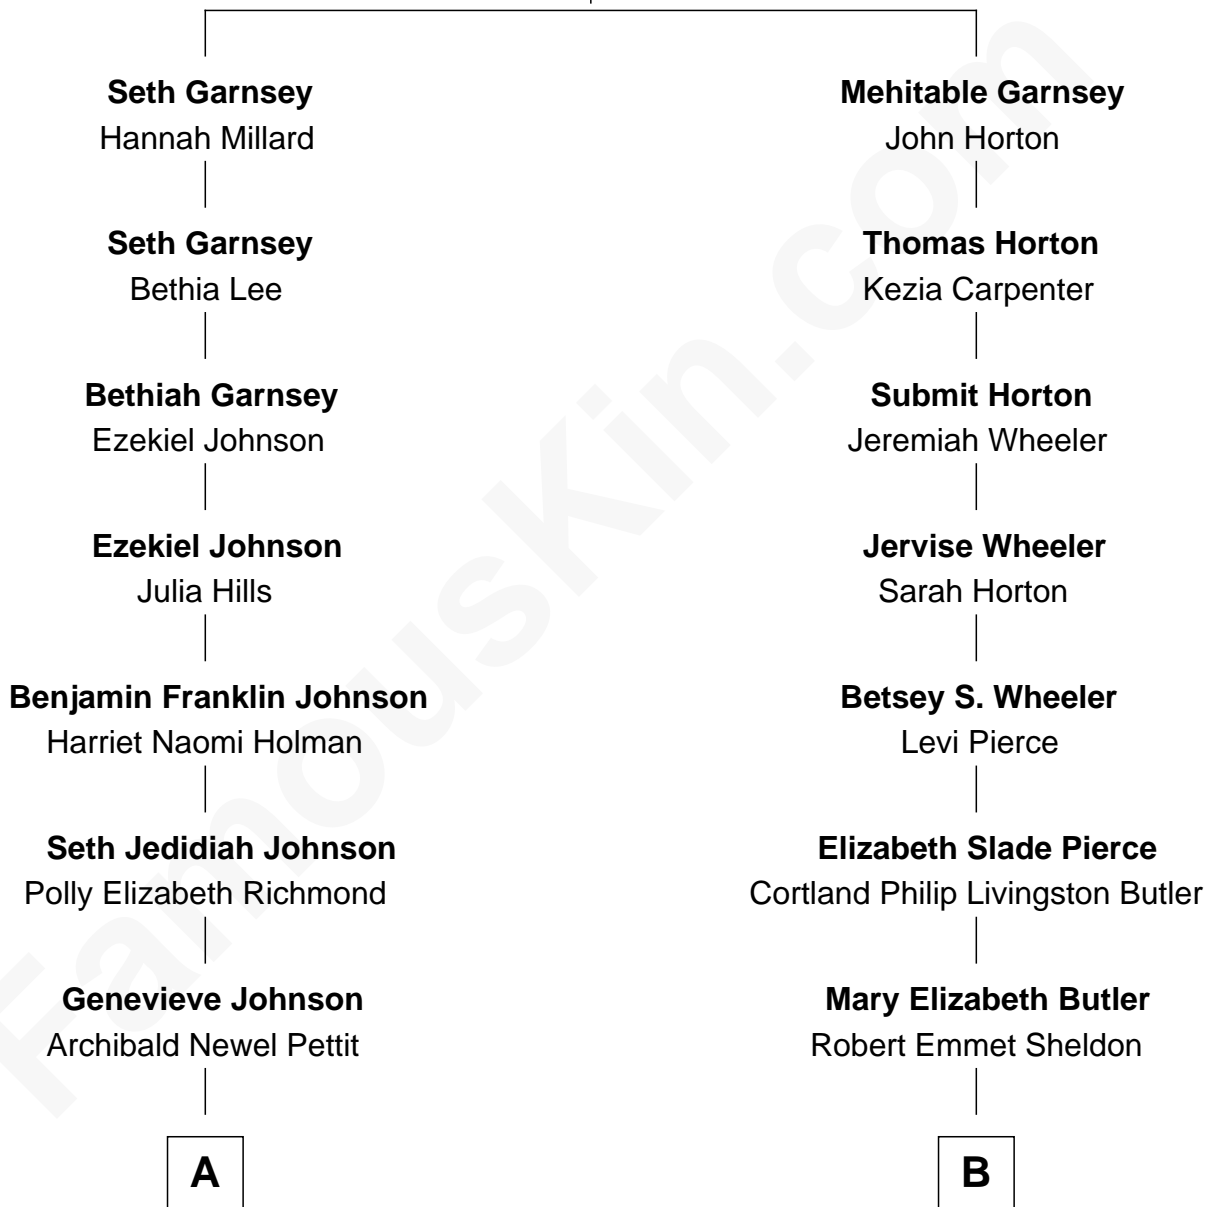 Seth Garnsey
Hannah Millard
Seth Garnsey
Bethia Lee
Bethiah Garnsey
Ezekiel Johnson
Ezekiel Johnson
Julia Hills
Benjamin Franklin Johnson
Harriet Naomi Holman
Seth Jedidiah Johnson
Polly Elizabeth Richmond
Genevieve Johnson
Archibald Newel Pettit
A
Mehitable Garnsey
John Horton
Thomas Horton
Kezia Carpenter
Submit Horton
Jeremiah Wheeler
Jervise Wheeler
Sarah Horton
Betsey S. Wheeler
Levi Pierce
Elizabeth Slade Pierce
Cortland Philip Livingston Butler
Mary Elizabeth Butler
Robert Emmet Sheldon
B
FamousKin.com